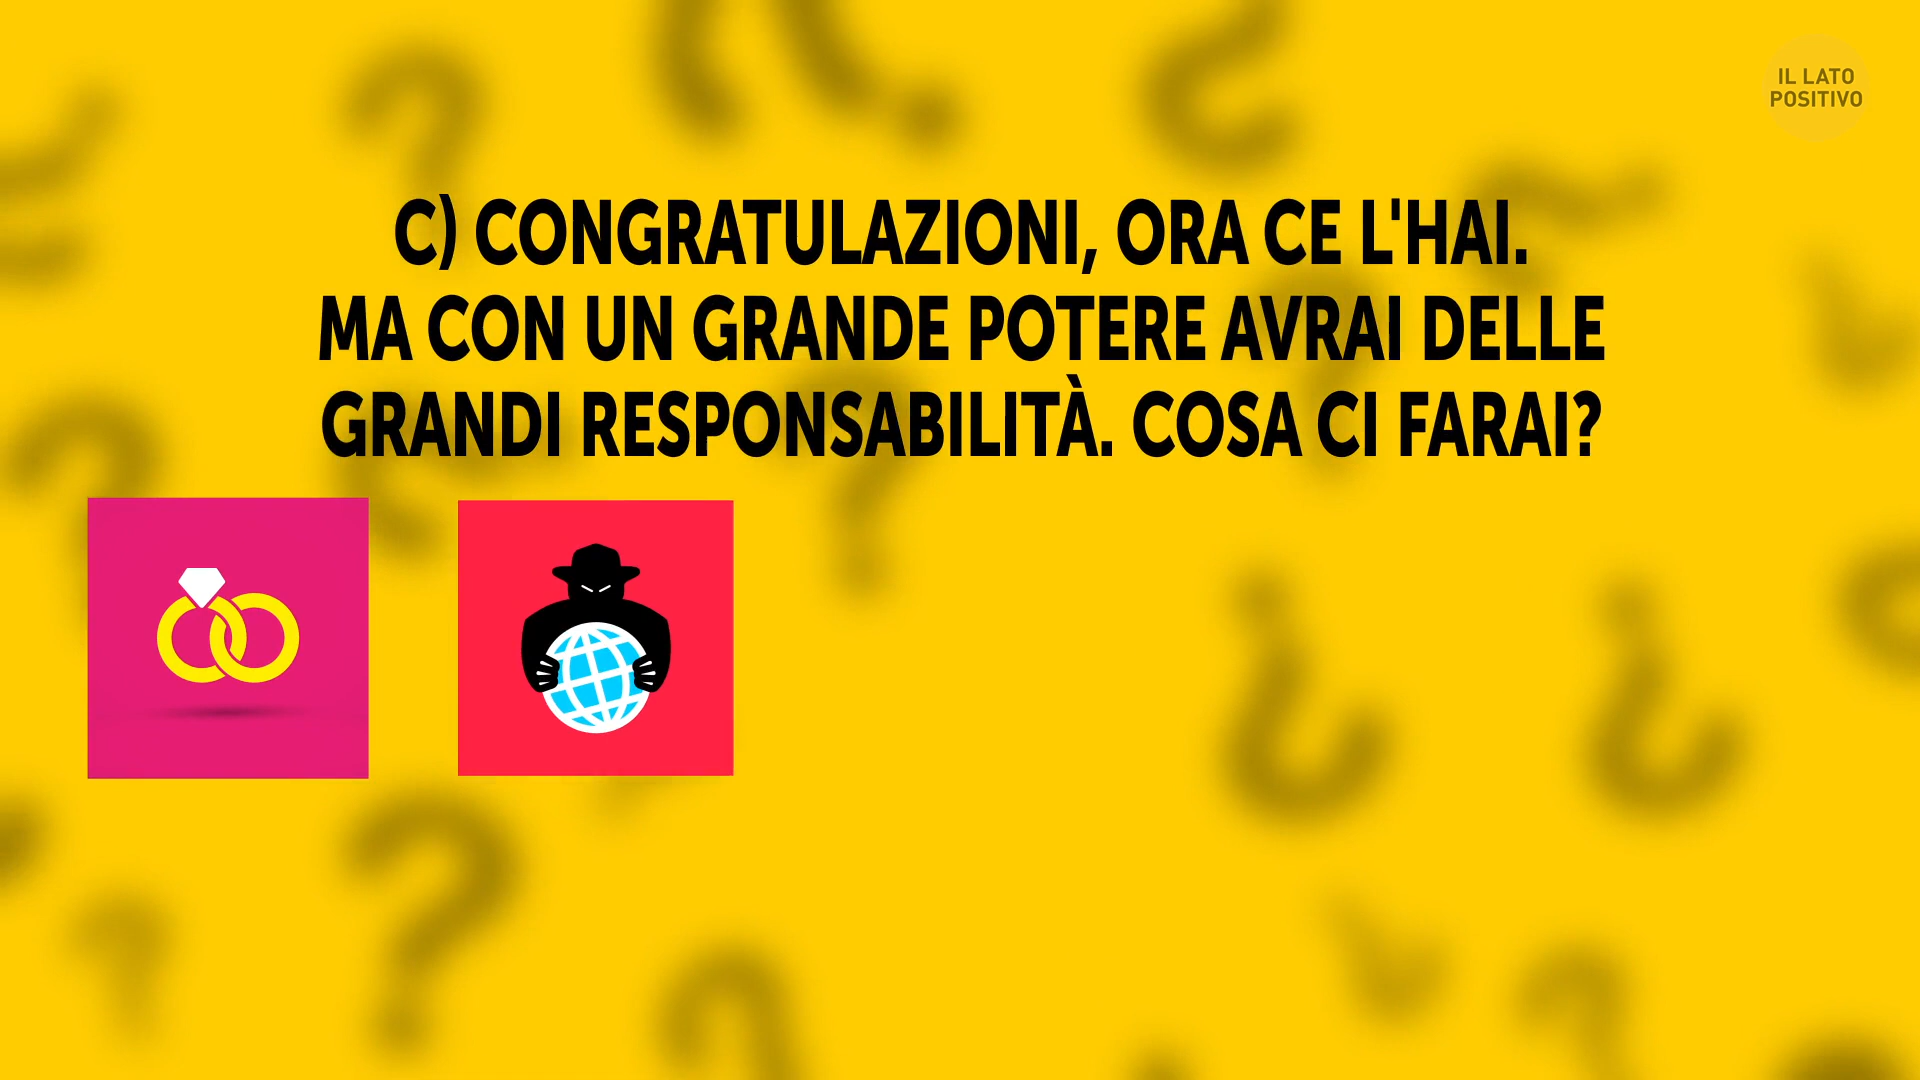 IL LATO
POSITIVO
C) CONGRATULAZIONI, ORA CE L'HAI.
MA CON UN GRANDE POTERE AVRAI DELLE
GRANDI RESPONSABILITÀ. COSA CI FARAI?